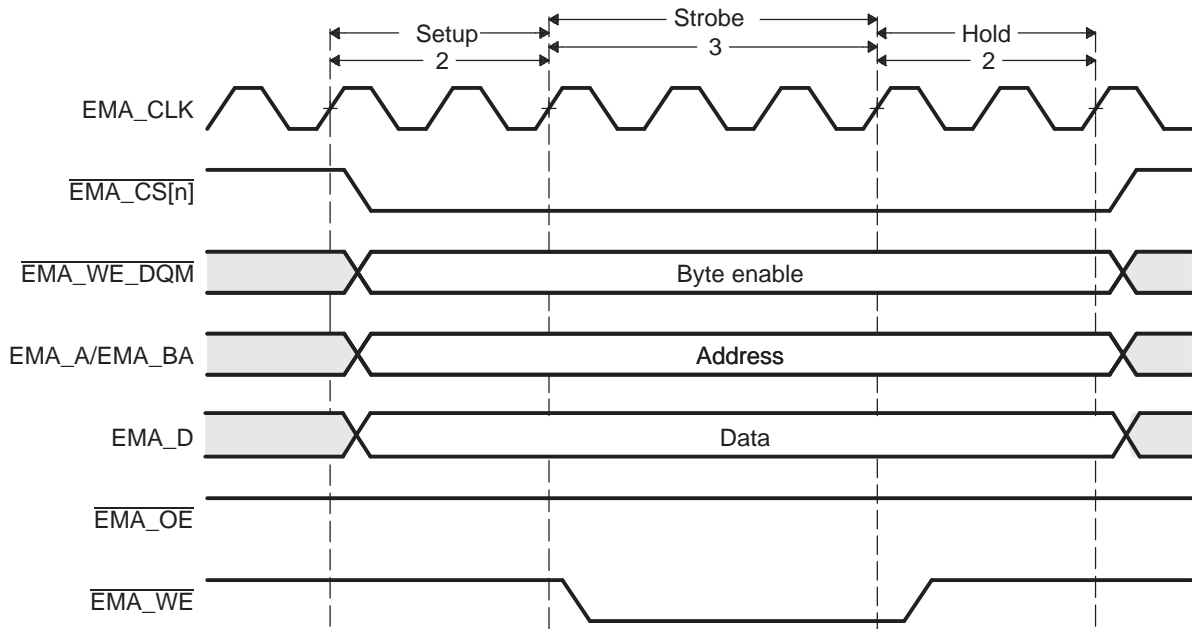 Setup
Strobe
Hold
2
3
2
EMA_CLK
EMA_CS[n]
EMA_WE_DQM
Byte enable
EMA_A/EMA_BA
Address
EMA_D
Data
EMA_OE
EMA_WE